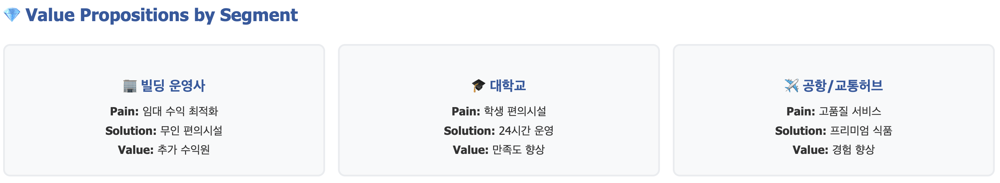 💎 Value Propositions by Segment
🏢 빌딩 운영사
Pain: 임대 수익 최적화
Solution: 무인 편의시설
Value: 추가 수익원
🎓 대학교
Pain: 학생 편의시설
Solution: 24시간 운영
Value: 만족도 향상
✈️ 공항/교통허브
Pain: 고품질 서비스
Solution: 프리미엄 식품
Value: 경험 향상